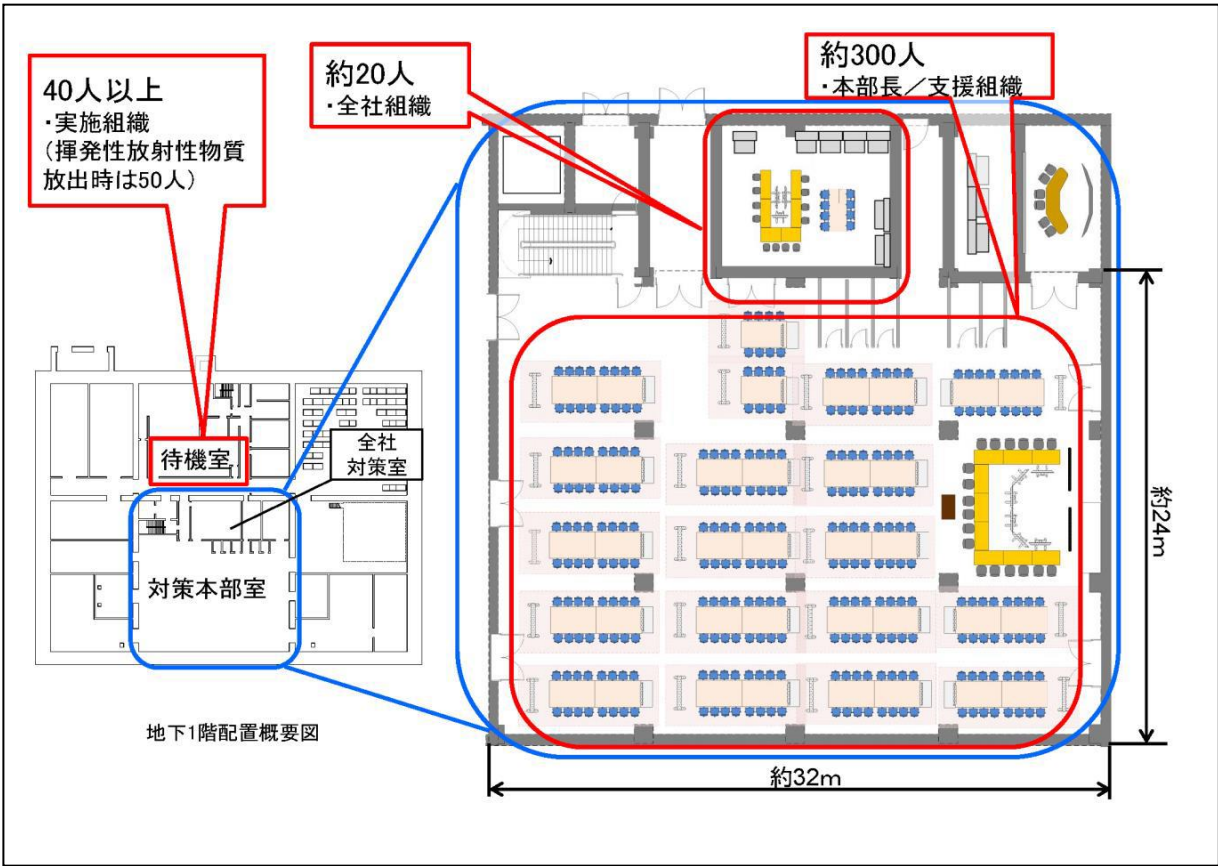 40人以上
・実施組織
(揮発性放射性物質
放出時は50人)
約20人
・全社組織
約300人
・本部長／支援組織
待機室
全社
対策室
対策本部室
地下1階配置概要図
約24m
約32m